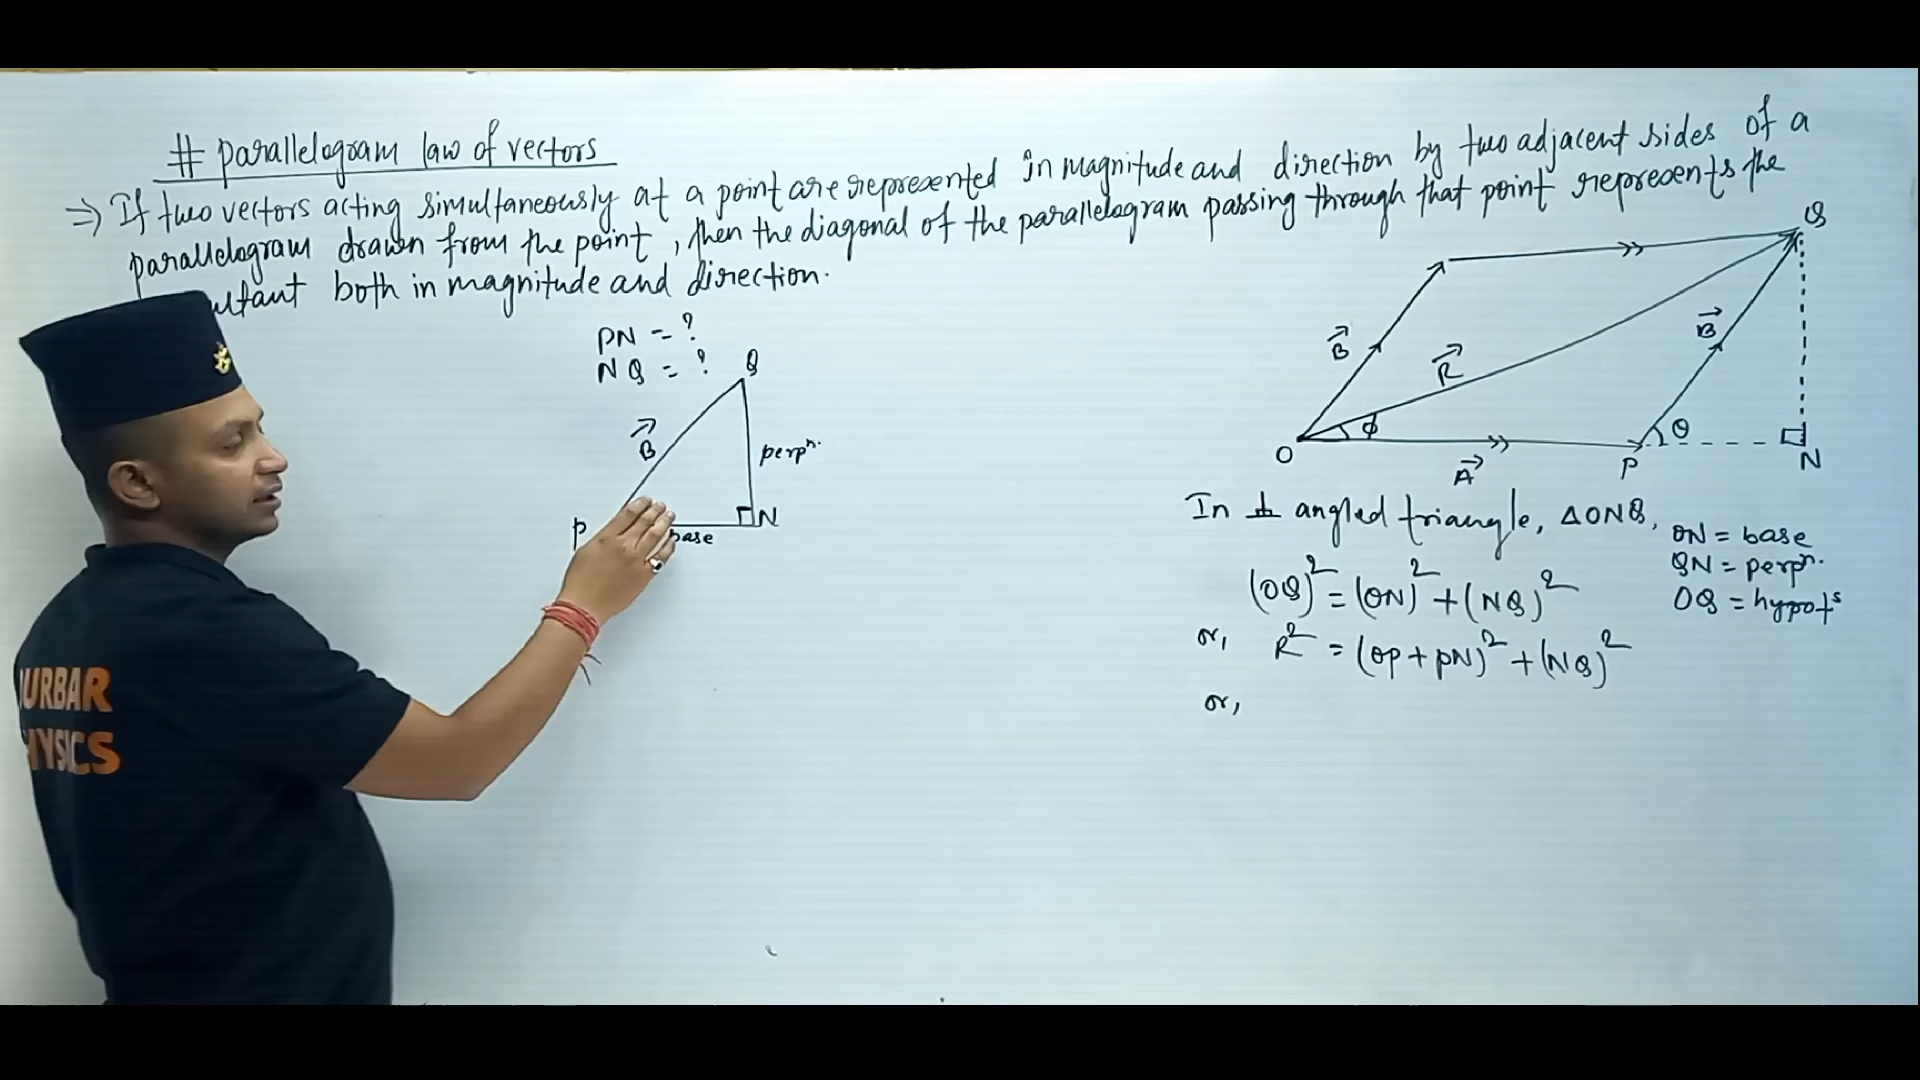 # parallelogram law of vectors
=> If two vectors acting simultaneously at a point are represented in magnitude and direction by two adjacent sides of a
parallelogram drawn from the point, then the diagonal of the parallelogram passing through that point represents the
ultant both in magnitude and direction.
PN = ?
NQ = ?
Q
B
perpⁿ.
P
base
N
Q
B
R
B
O
ϕ
A
P
θ
N
In ⊥ angled triangle, ΔONQ,
ON = base
QN = perpⁿ.
OQ = hypotˢ
(OQ)² = (ON)² + (NQ)²
or, R² = (OP + PN)² + (NQ)²
or,
URBAR
YSICS